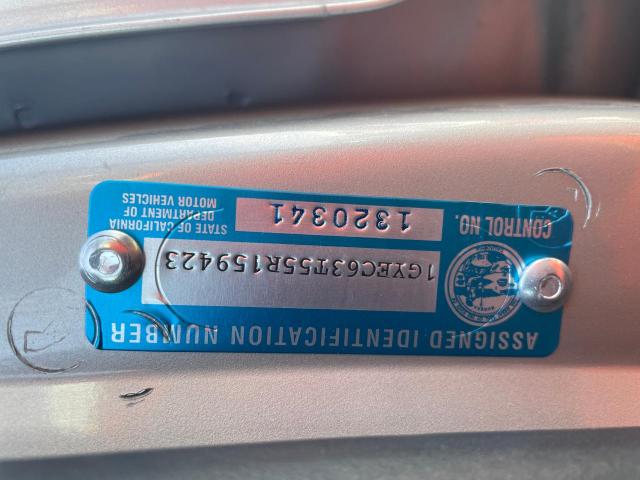 ASSIGNED IDENTIFICATION NUMBER
1GYEC63T55R159423
CONTROL NO. 1320341
STATE OF CALIFORNIA
DEPARTMENT OF
MOTOR VEHICLES